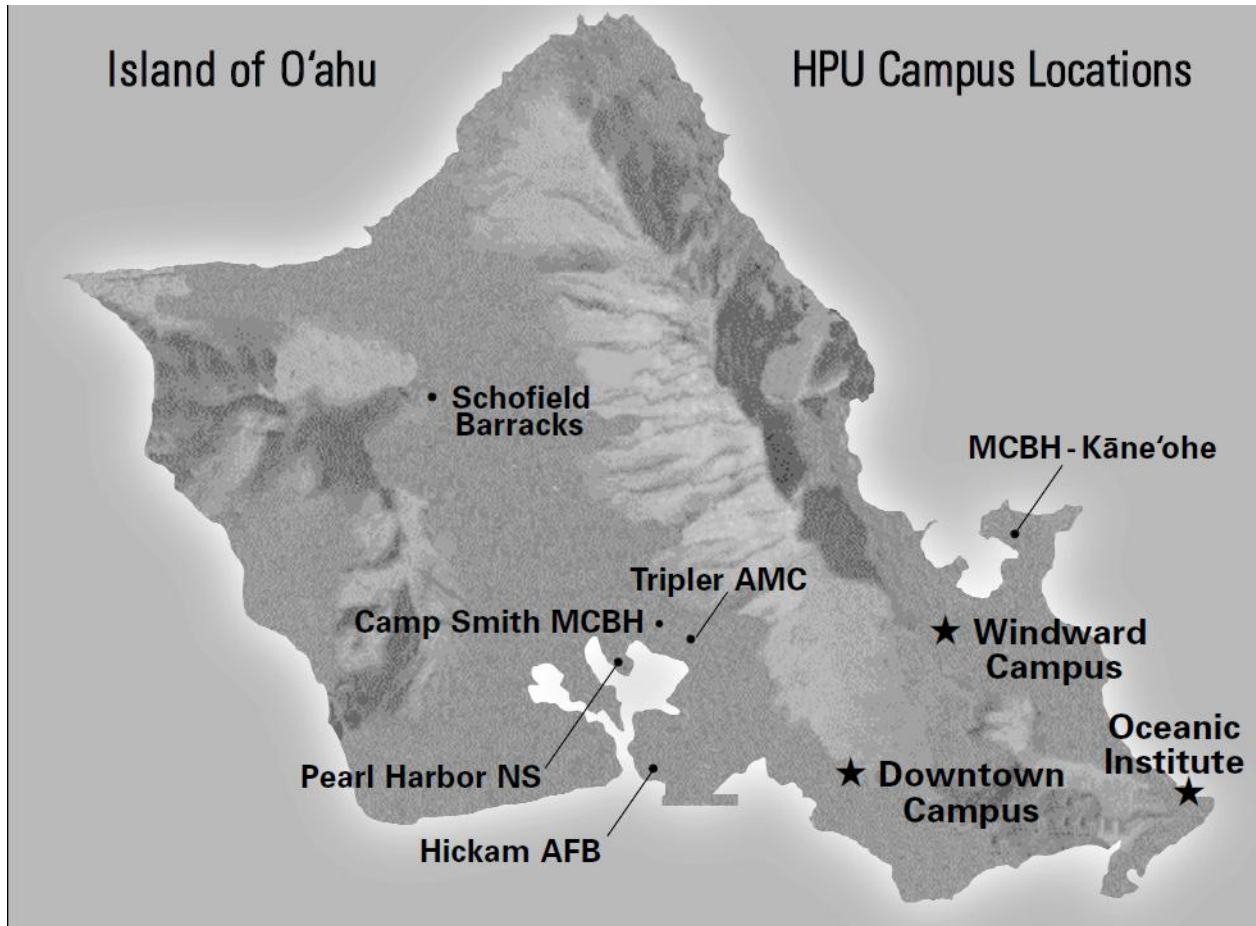 Island of O‘ahu
HPU Campus Locations
Schofield
Barracks
MCBH - Kāne‘ohe
Tripler AMC
Camp Smith MCBH
Windward
Campus
Oceanic
Institute
Pearl Harbor NS
Downtown
Campus
Hickam AFB